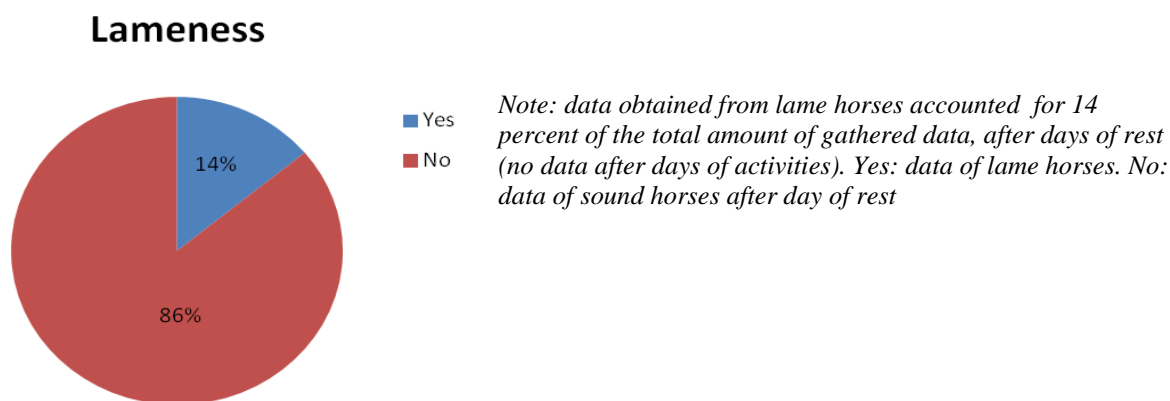 Lameness
14%
86%
Yes
No
Note: data obtained from lame horses accounted for 14
percent of the total amount of gathered data, after days of rest
(no data after days of activities). Yes: data of lame horses. No:
data of sound horses after day of rest